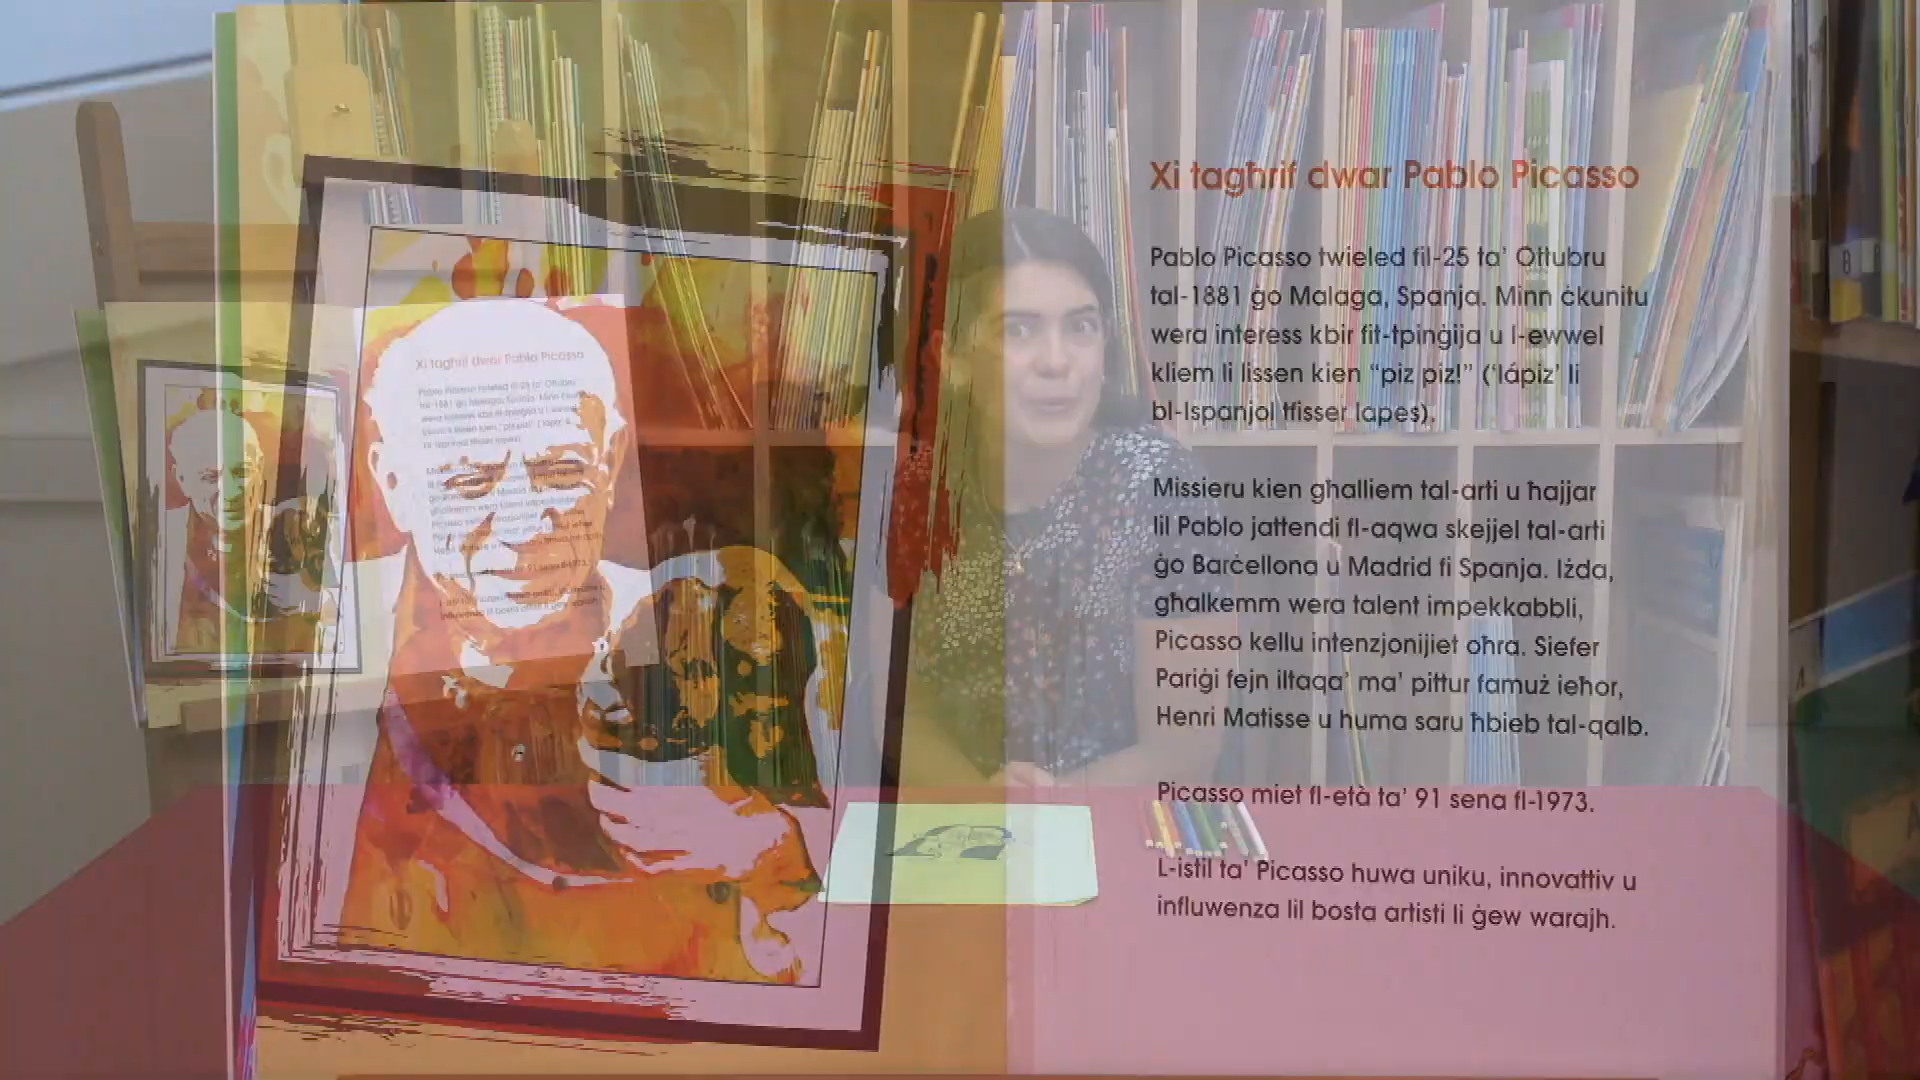 Xi tagħrif dwar Pablo Picasso
Pablo Picasso twieled fil-25 ta' Ottubru
tal-1881 ġo Malaga, Spanja. Minn ċkunitu
wera interess kbir fit-tpinġija u l-ewwel
kliem li lissen kien “piz piz!” (‘lápiz’ li
bl-Ispanjol tfisser lapes).
Missieru kien għalliem tal-arti u ħajjar
lil Pablo jattendi fl-aqwa skejjel tal-arti
ġo Barċellona u Madrid fi Spanja. Iżda,
għalkemm wera talent impekkabbli,
Picasso kellu intenzjonijiet oħra. Siefer
Pariġi fejn iltaqa' ma' pittur famuż ieħor,
Henri Matisse u huma saru ħbieb tal-qalb.
Picasso miet fl-età ta' 91 sena fl-1973.
L-istil ta' Picasso huwa uniku, innovattiv u
influwenza lil bosta artisti li ġew warajh.
Xi tagħrif dwar Pablo Picasso